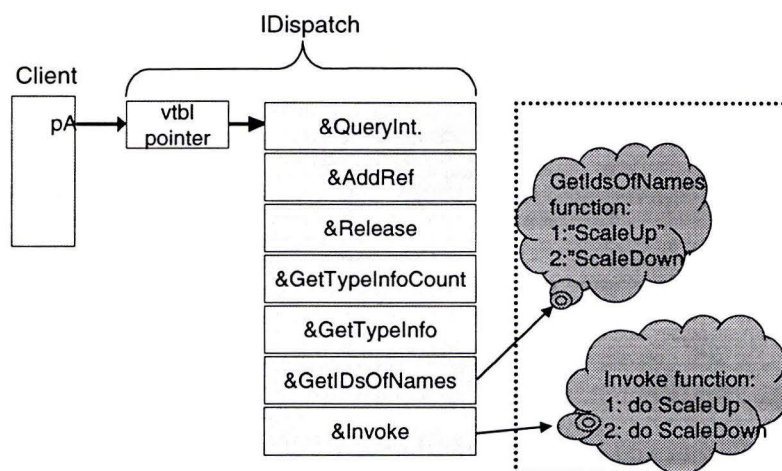 IDispatch
Client
pA
vtbl
pointer
&QueryInt.
&AddRef
&Release
&GetTypeInfoCount
&GetTypeInfo
&GetIDsOfNames
&Invoke
GetIdsOfNames
function:
1:"ScaleUp"
2:"ScaleDown"
Invoke function:
1: do ScaleUp
2: do ScaleDown